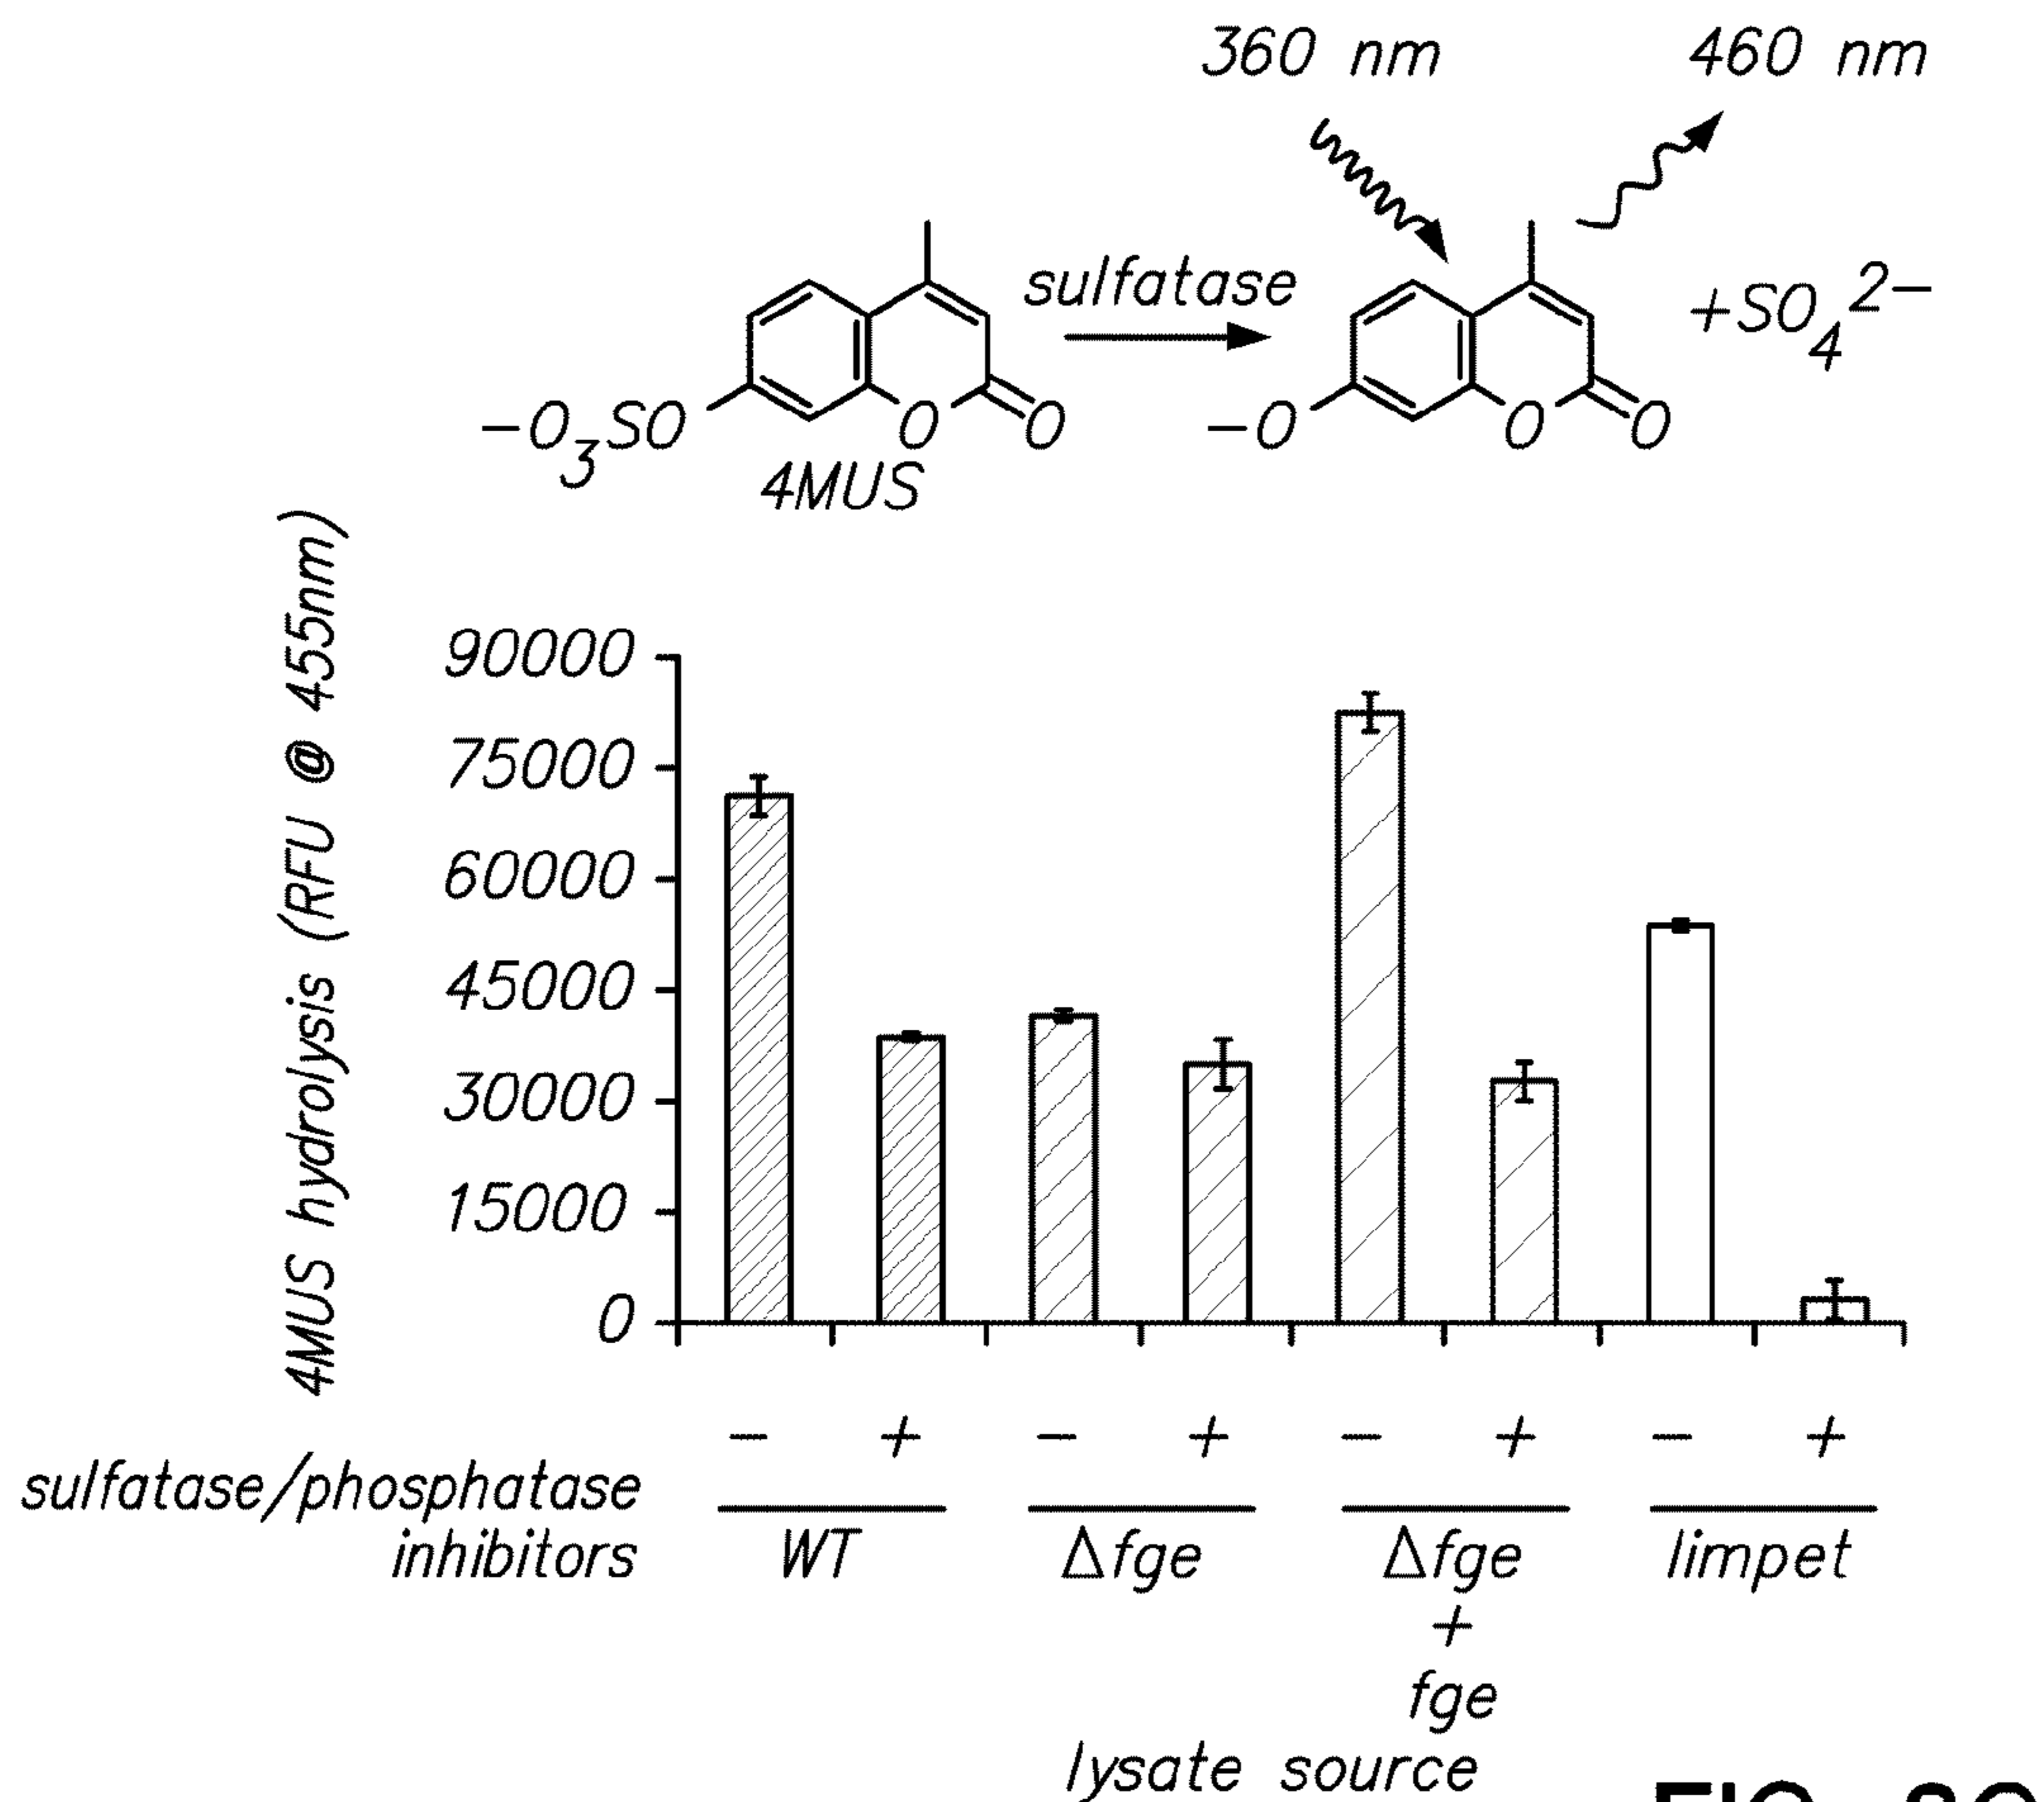 360 nm 460 nm
sulfatase
+SO4 2−
−O3SO O O
−O O O
4MUS
4MUS hydrolysis (RFU @ 455nm)
90000
75000
60000
45000
30000
15000
0
− + − + − + − +
sulfatase/phosphatase
inhibitors
WT Δfge Δfge limpet
+
fge
lysate source